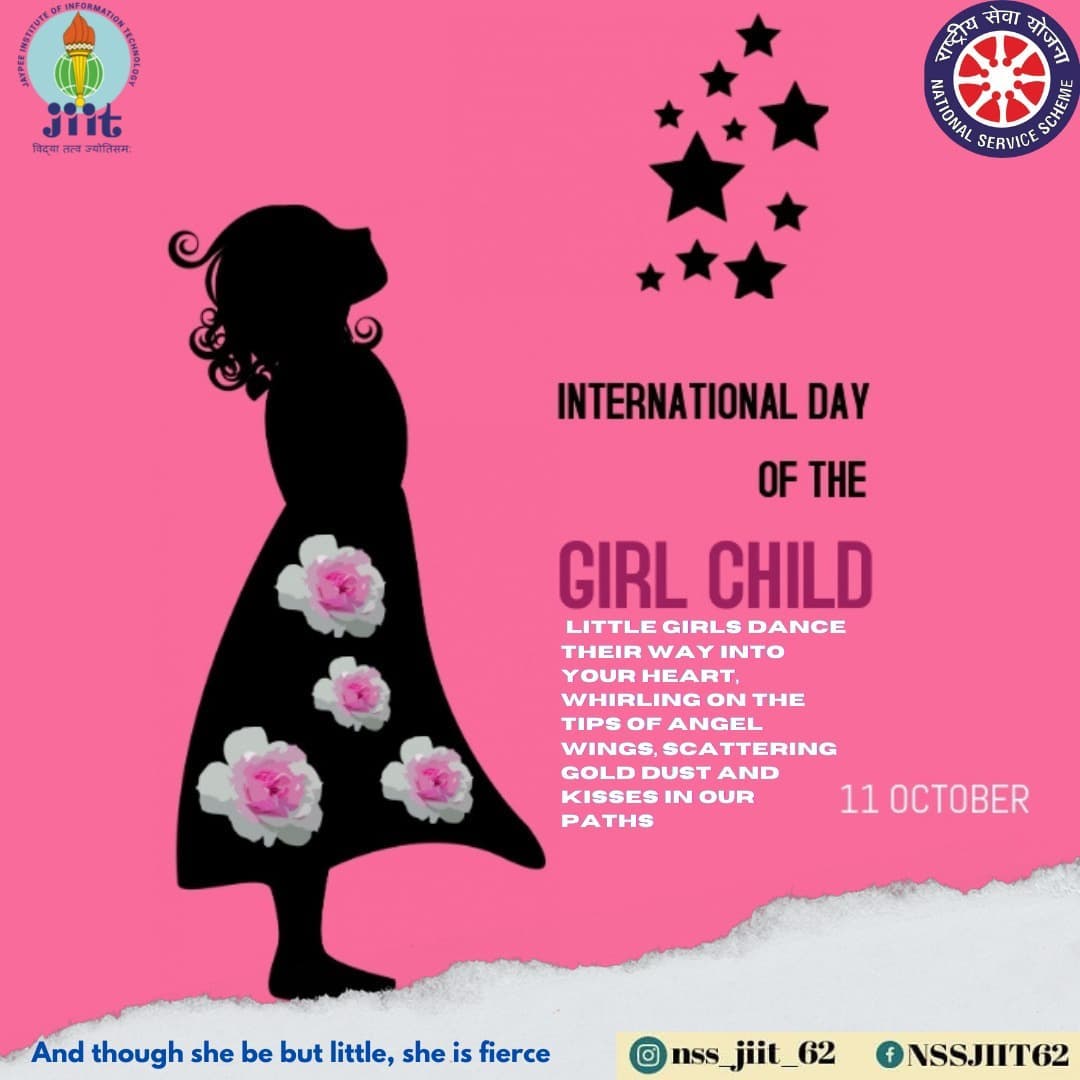 JAYPEE INSTITUTE OF INFORMATION TECHNOLOGY
jiit
विद्या तत्व ज्योतिसमः
राष्ट्रीय सेवा योजना
NATIONAL SERVICE SCHEME
INTERNATIONAL DAY
OF THE
GIRL CHILD
LITTLE GIRLS DANCE
THEIR WAY INTO
YOUR HEART,
WHIRLING ON THE
TIPS OF ANGEL
WINGS, SCATTERING
GOLD DUST AND
KISSES IN OUR
PATHS
11 OCTOBER
And though she be but little, she is fierce
nss_jiit_62
NSSJIIT62